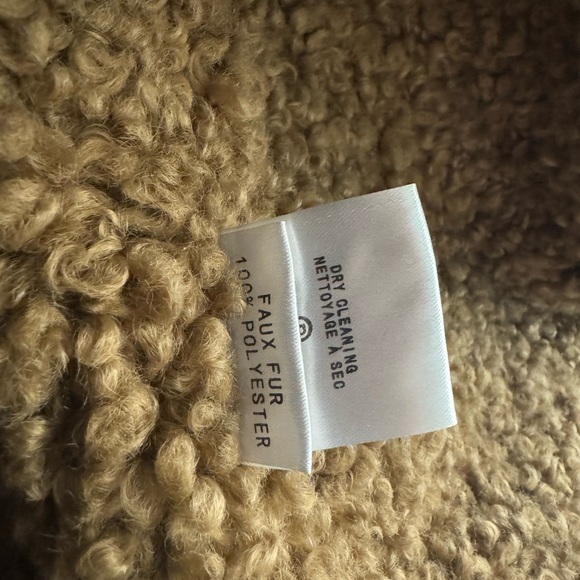 FAUX FUR
100% POLYESTER
DRY CLEANING
NETTOYAGE À SEC